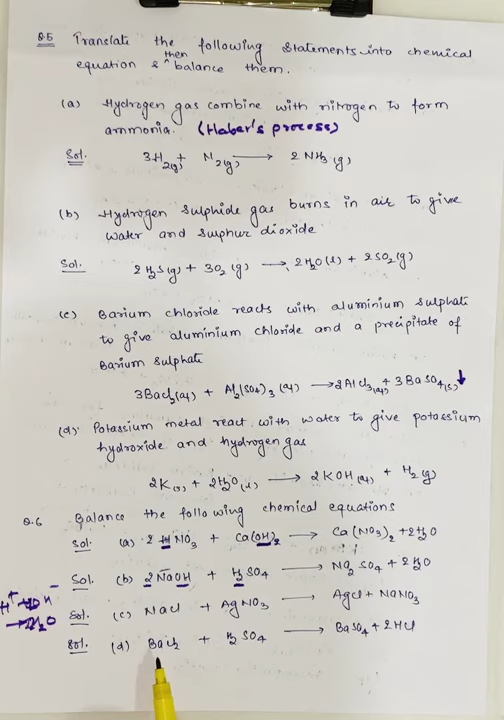 Q.5 Translate the following statements into chemical
equation & then balance them.
(a) Hydrogen gas combine with nitrogen to form
ammonia. (Haber's process)
Sol. 3H₂(g) + N₂(g) ⟶ 2NH₃(g)
(b) Hydrogen sulphide gas burns in air to give
water and suphur dioxide
Sol. 2H₂S(g) + 3O₂(g) ⟶ 2H₂O(l) + 2SO₂(g)
(c) Barium chloride reacts with aluminium sulphate
to give aluminium chloride and a precipitate of
Barium sulphate
3BaCl₂(aq) + Al₂(SO₄)₃(aq) ⟶ 2AlCl₃(aq) + 3BaSO₄(s)↓
(d) Potassium metal react with water to give potassium
hydroxide and hydrogen gas
2K(s) + 2H₂O(l) ⟶ 2KOH(aq) + H₂(g)
Q.6 Balance the following chemical equations
Sol. (a) 2HNO₃ + Ca(OH)₂ ⟶ Ca(NO₃)₂ + 2H₂O
Sol. (b) 2NaOH + H₂SO₄ ⟶ Na₂SO₄ + 2H₂O
H⁺ + OH⁻
⟶ H₂O
Sol. (c) NaCl + AgNO₃ ⟶ AgCl + NaNO₃
Sol. (d) BaCl₂ + H₂SO₄ ⟶ BaSO₄ + 2HCl